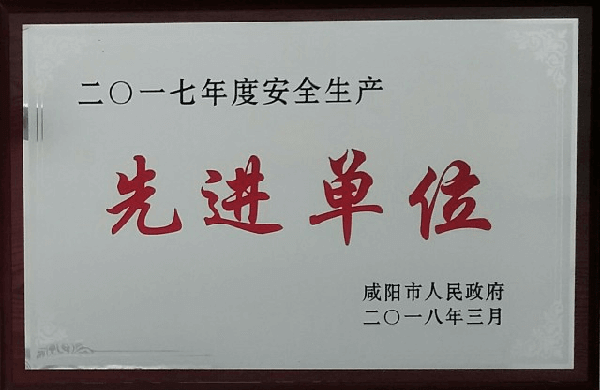 二〇一七年度安全生产
先进单位
咸阳市人民政府
二〇一八年三月